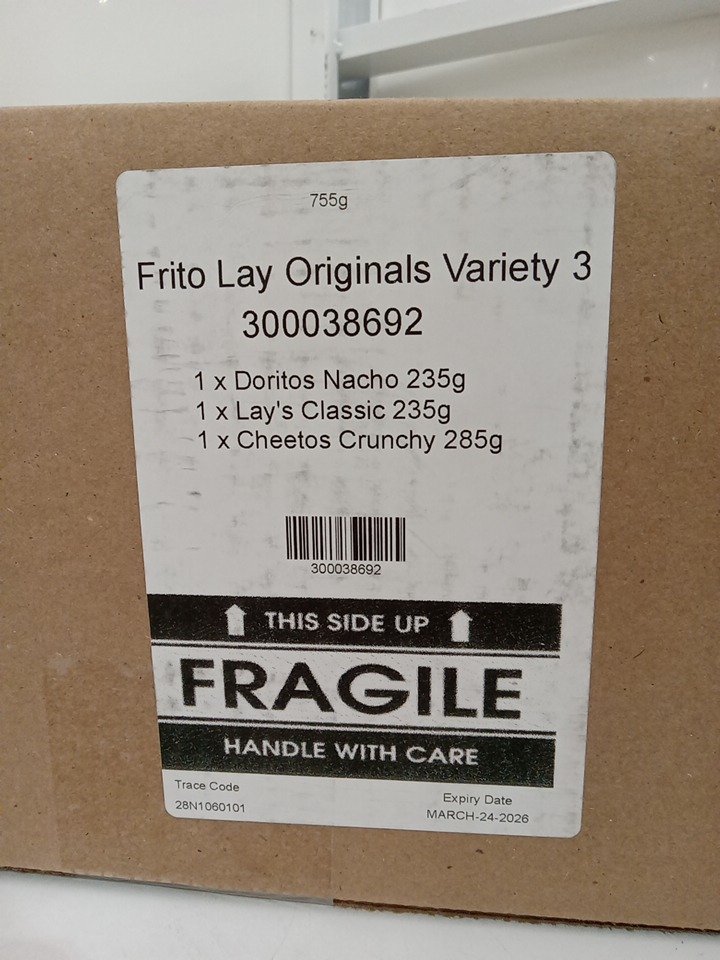 755g
Frito Lay Originals Variety 3
300038692
1 x Doritos Nacho 235g
1 x Lay's Classic 235g
1 x Cheetos Crunchy 285g
300038692
THIS SIDE UP
FRAGILE
HANDLE WITH CARE
Trace Code
28N1060101
Expiry Date
MARCH-24-2026